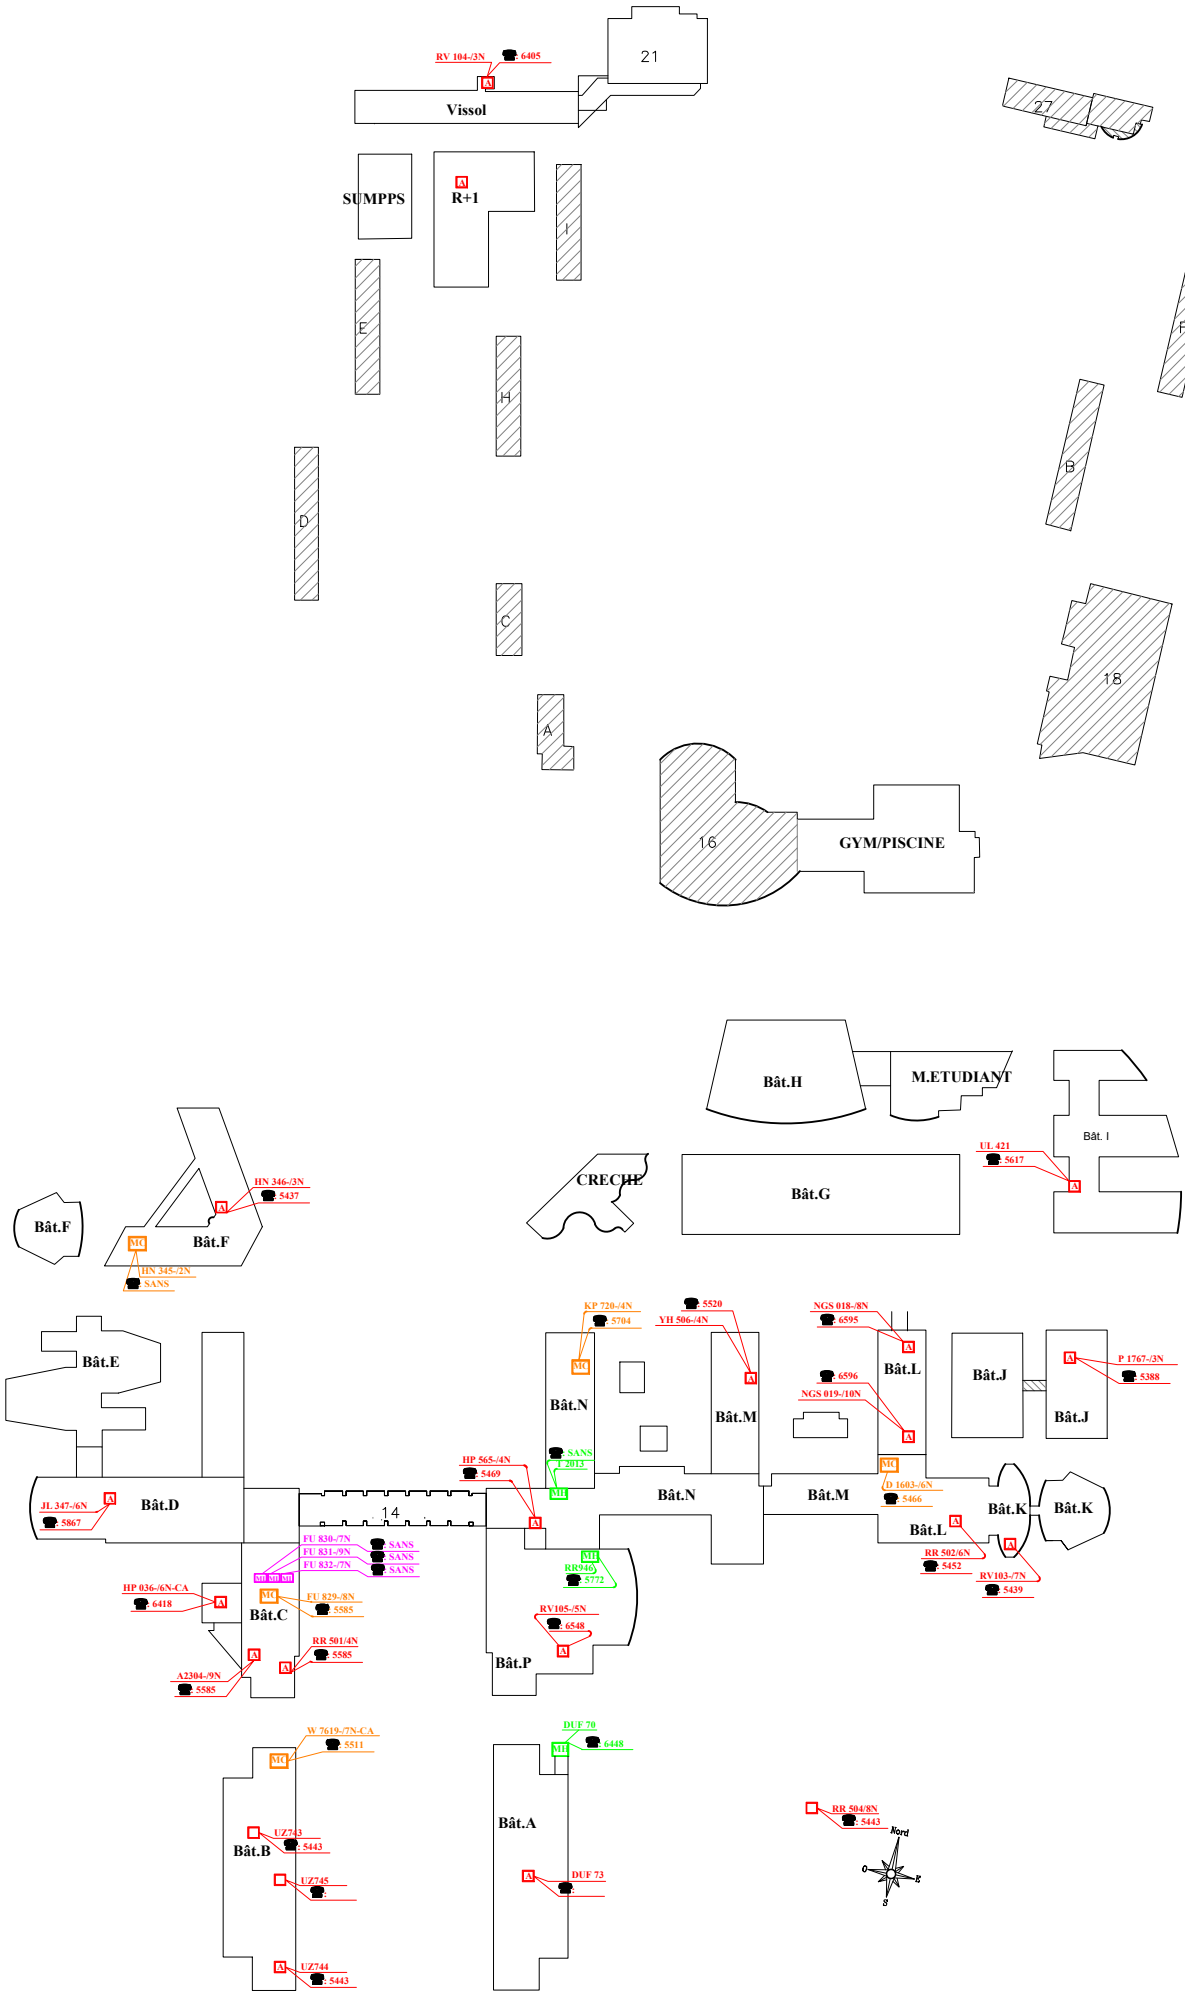 21
RV 104-/3N
: 6405
A
Vissol
27
SUMPPS
A
R+1
I
E
F
H
B
D
C
18
A
16
GYM/PISCINE
Bât.H
M.ETUDIANT
Bât. I
UL 421
: 5617
A
CRECHE
Bât.G
HN 346-/3N
: 5437
A
Bât.F
Bât.F
MC
HN 345-/2N
: SANS
KP 720-/4N
: 5704
MC
: 5520
YH 506-/4N
A
NGS 018-/8N
: 6595
A
P 1767-/3N
: 5388
A
Bât.E
Bât.N
Bât.M
: 6596
NGS 019-/10N
A
Bât.L
Bât.J
Bât.J
: SANS
T 2013
MH
HP 565-/4N
: 5469
A
MC
D 1603-/6N
: 5466
JL 347-/6N
: 5867
A
Bât.D
14
Bât.N
Bât.M
Bât.L
A
Bât.K
Bât.K
A
RR 502/6N
: 5452
RV103-/7N
: 5439
FU 830-/7N
: SANS
FU 831-/9N
: SANS
FU 832-/7N
: SANS
MH
RR946
: 5772
HP 036-/6N-CA
: 6418
A
MC
FU 829-/8N
: 5585
Bât.C
RV105-/5N
: 6548
A
RR 501/4N
: 5585
A
A
A2304-/9N
: 5585
Bât.P
W 7619-/7N-CA
: 5511
MC
DUF 70
: 6448
MH
UZ743
: 5443
Bât.B
Bât.A
RR 504/8N
: 5443
Nord
O
E
S
UZ745
:
A
DUF 73
:
A
UZ744
: 5443